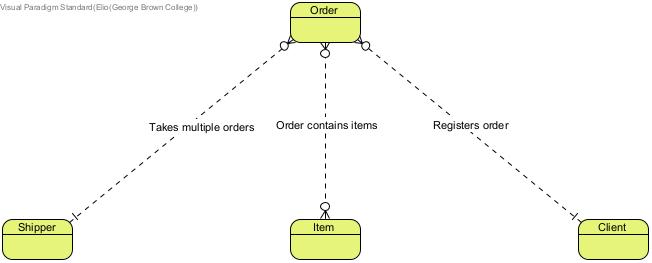 Visual Paradigm Standard(Elio(George Brown College))
Order
Takes multiple orders
Order contains items
Registers order
Shipper
Item
Client